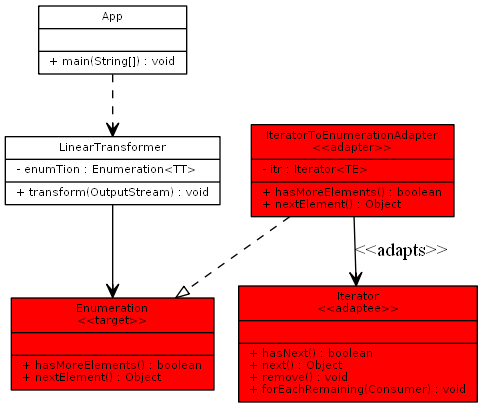 App
+ main(String[]) : void
LinearTransformer
- enumTion : Enumeration<TT>
+ transform(OutputStream) : void
IteratorToEnumerationAdapter
<<adapter>>
- itr : Iterator<TE>
+ hasMoreElements() : boolean
+ nextElement() : Object
<<adapts>>
Enumeration
<<target>>
+ hasMoreElements() : boolean
+ nextElement() : Object
Iterator
<<adaptee>>
+ hasNext() : boolean
+ next() : Object
+ remove() : void
+ forEachRemaining(Consumer) : void